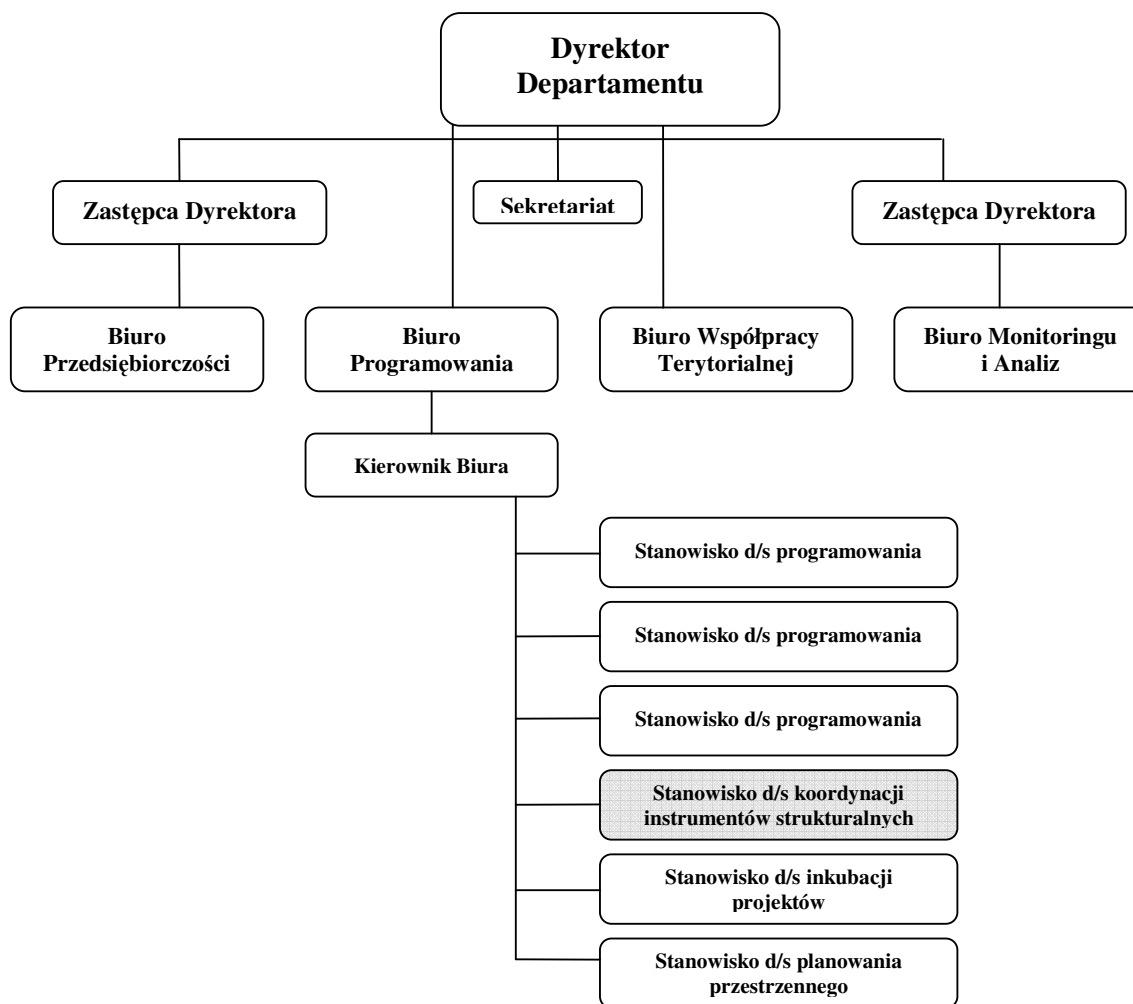 Dyrektor
Departamentu
Zastępca Dyrektora
Sekretariat
Zastępca Dyrektora
Biuro
Przedsiębiorczości
Biuro
Programowania
Biuro Współpracy
Terytorialnej
Biuro Monitoringu
i Analiz
Kierownik Biura
Stanowisko d/s programowania
Stanowisko d/s programowania
Stanowisko d/s programowania
Stanowisko d/s koordynacji
instrumentów strukturalnych
Stanowisko d/s inkubacji
projektów
Stanowisko d/s planowania
przestrzennego